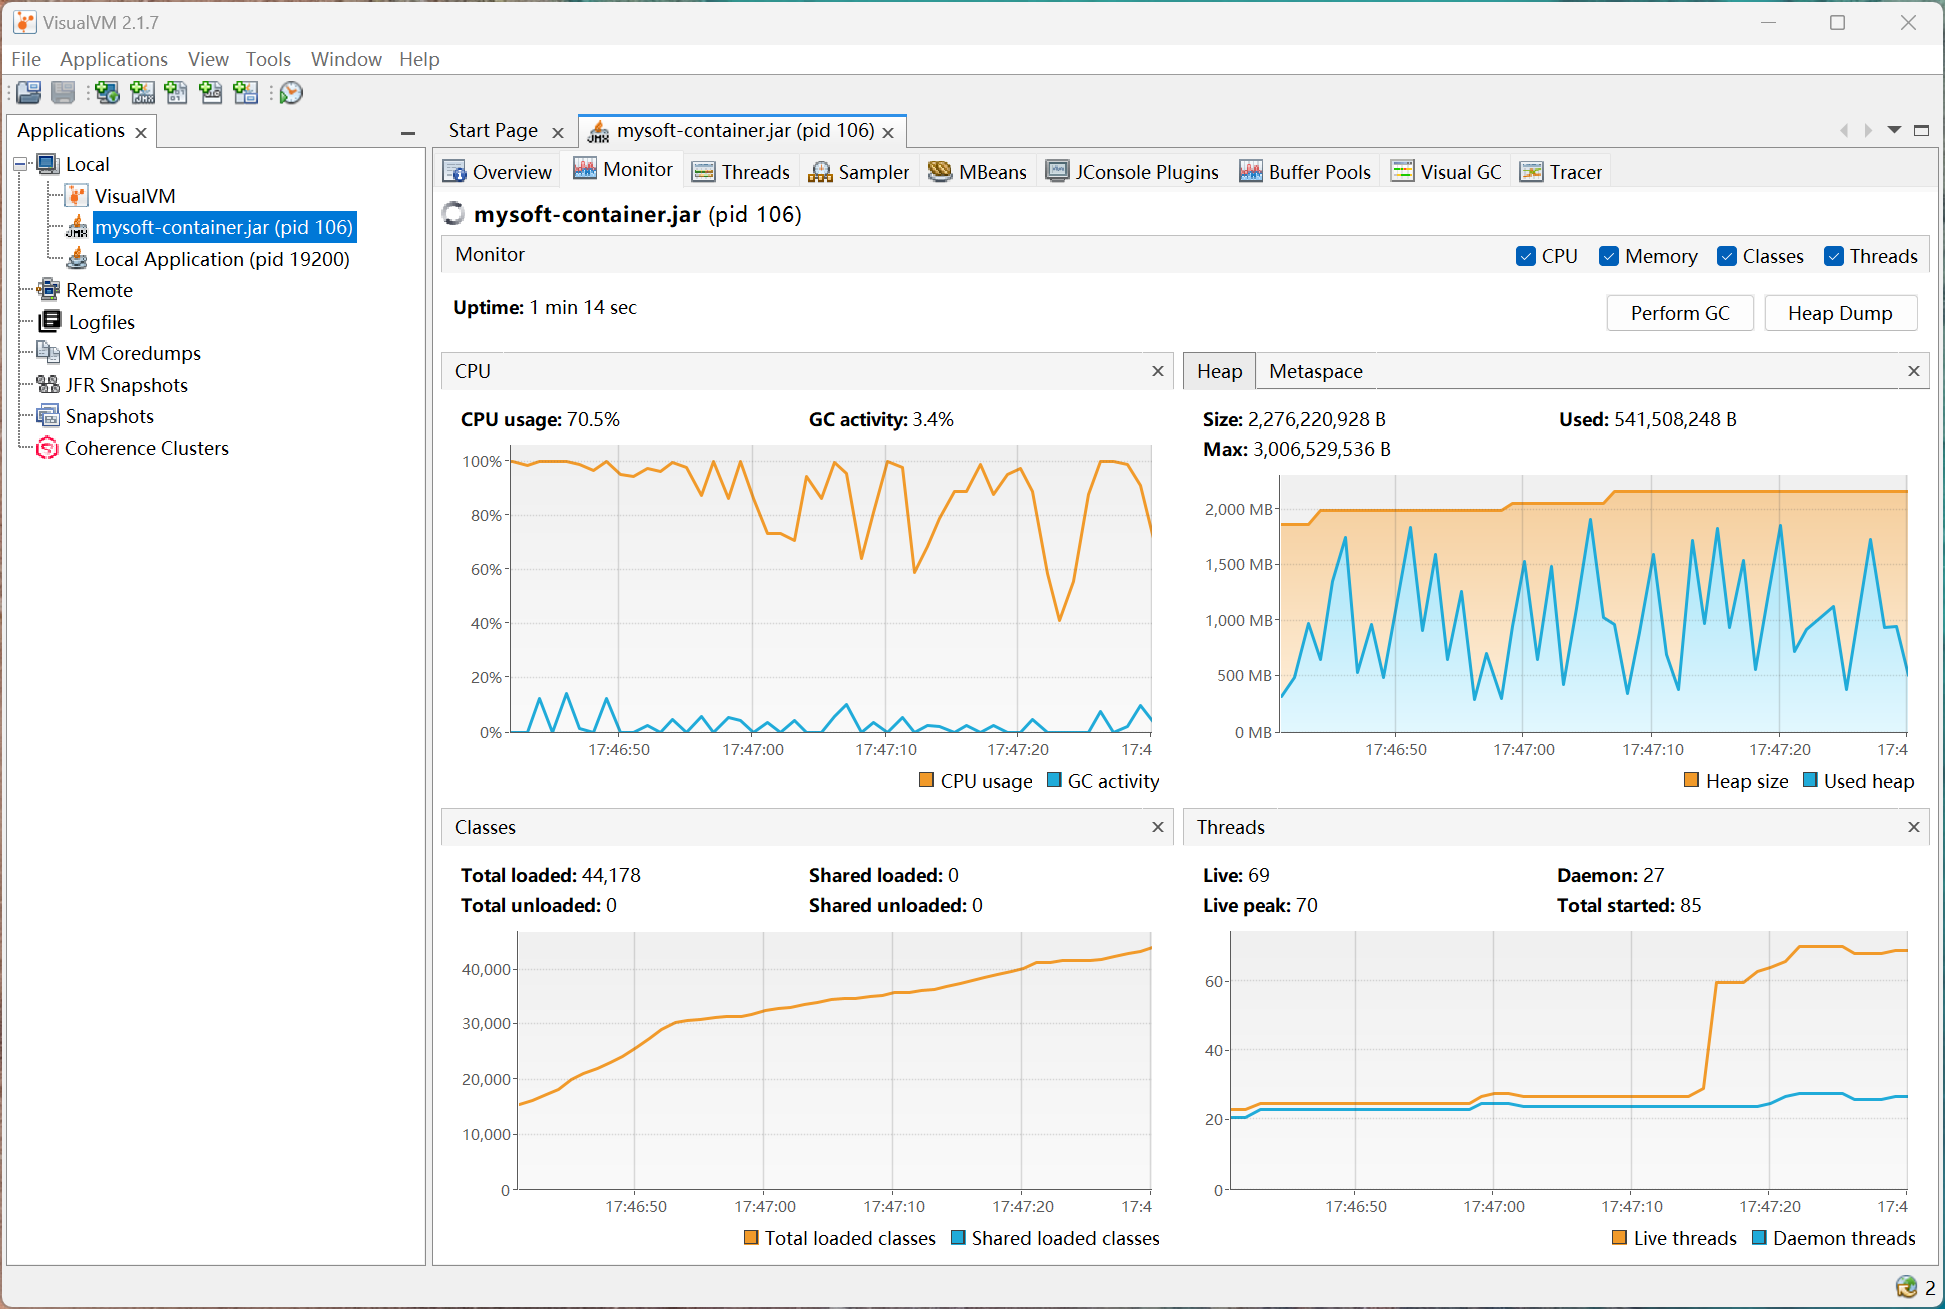 VisualVM 2.1.7
File Applications View Tools Window Help
Applications
Local
VisualVM
mysoft-container.jar (pid 106)
Local Application (pid 19200)
Remote
Logfiles
VM Coredumps
JFR Snapshots
Snapshots
Coherence Clusters
Start Page
mysoft-container.jar (pid 106)
Overview Monitor Threads Sampler MBeans JConsole Plugins Buffer Pools Visual GC Tracer
mysoft-container.jar (pid 106)
Monitor
CPU Memory Classes Threads
Uptime: 1 min 14 sec
Perform GC
Heap Dump
CPU
CPU usage: 70.5% GC activity: 3.4%
100%
80%
60%
40%
20%
0%
17:46:50 17:47:00 17:47:10 17:47:20 17:4
CPU usage GC activity
Heap Metaspace
Size: 2,276,220,928 B Used: 541,508,248 B
Max: 3,006,529,536 B
2,000 MB
1,500 MB
1,000 MB
500 MB
0 MB
17:46:50 17:47:00 17:47:10 17:47:20 17:4
Heap size Used heap
Classes
Total loaded: 44,178 Shared loaded: 0
Total unloaded: 0 Shared unloaded: 0
40,000
30,000
20,000
10,000
0
17:46:50 17:47:00 17:47:10 17:47:20 17:4
Total loaded classes Shared loaded classes
Threads
Live: 69 Daemon: 27
Live peak: 70 Total started: 85
60
40
20
0
17:46:50 17:47:00 17:47:10 17:47:20 17:4
Live threads Daemon threads
2